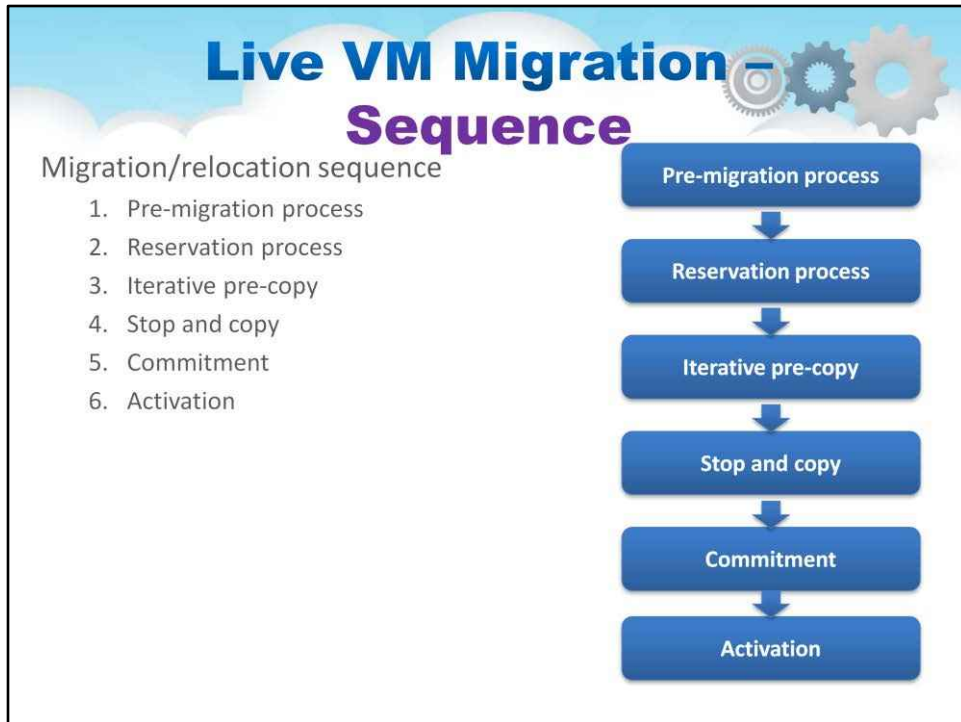 Live VM Migration –
Sequence
Migration/relocation sequence
1. Pre-migration process
2. Reservation process
3. Iterative pre-copy
4. Stop and copy
5. Commitment
6. Activation
Pre-migration process
Reservation process
Iterative pre-copy
Stop and copy
Commitment
Activation